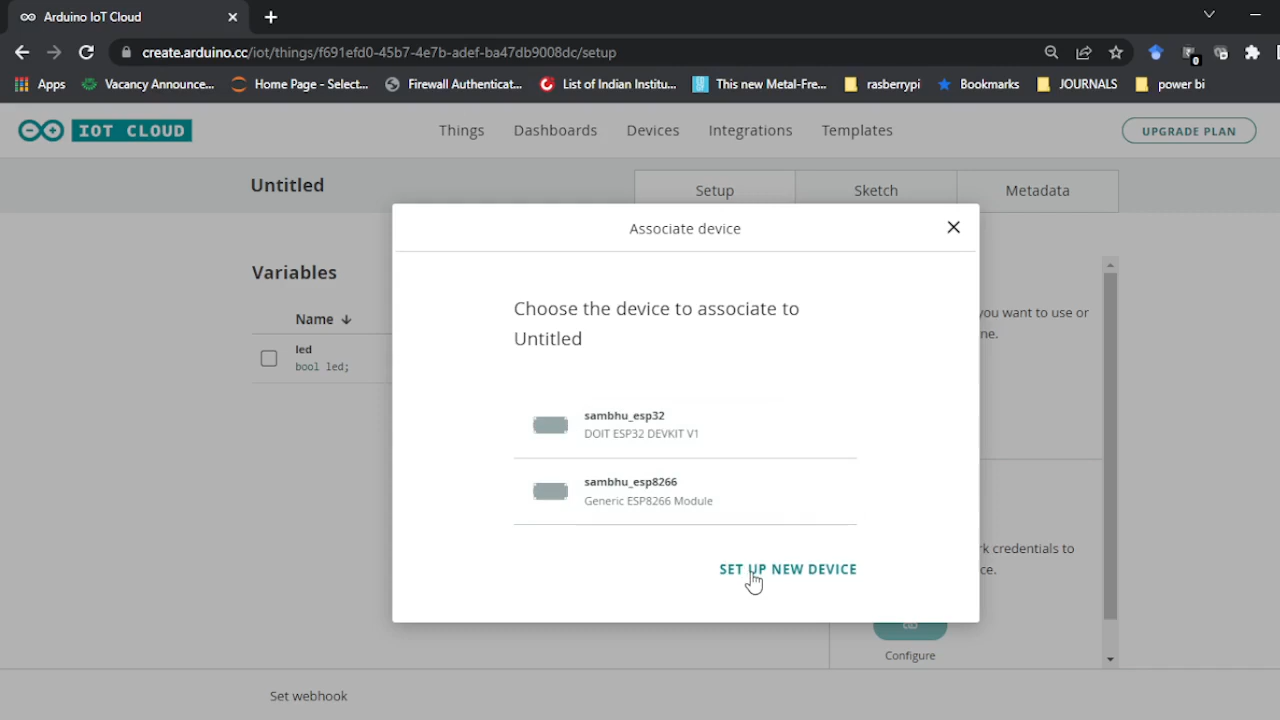 Arduino IoT Cloud
create.arduino.cc/iot/things/f691efd0-45b7-4e7b-adef-ba47db9008dc/setup
0
Apps
Vacancy Announce...
Home Page - Select...
Firewall Authenticat...
List of Indian Institu...
This new Mesh-Fre...
rasberrypi
Bookmarks
JOURNALS
power bi
IOT CLOUD
Things
Dashboards
Devices
Integrations
Templates
UPGRADE PLAN
Untitled
Setup
Sketch
Metadata
Associate device
Variables
Name
led
bool led;
Choose the device to associate to
Untitled
you want to use or
ne.
sambhu_esp32
DOIT ESP32 DEVKIT V1
sambhu_esp8266
Generic ESP8266 Module
SET UP NEW DEVICE
rk credentials to
ce.
Configure
Set webhook